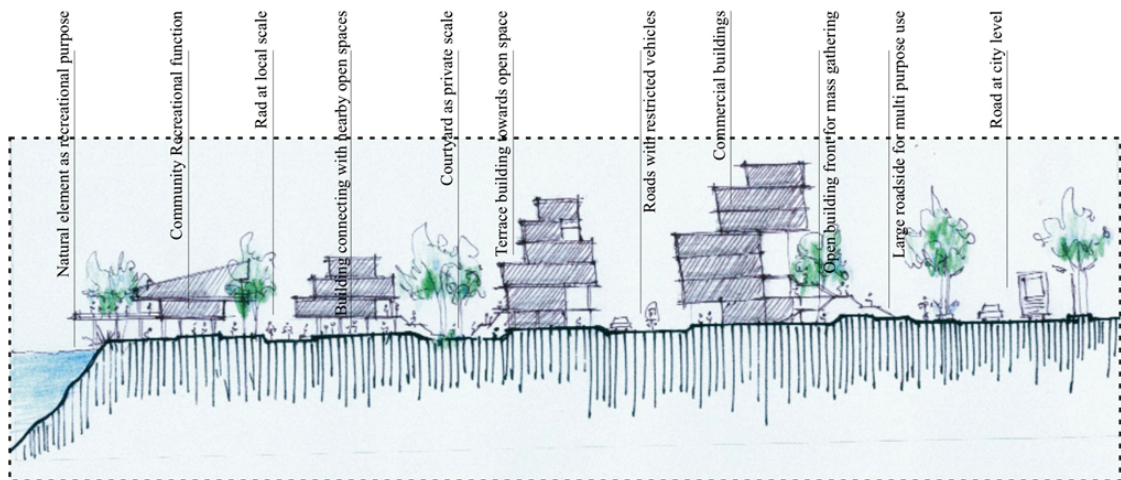 Natural element as recreational purpose
Community Recreational function
Rad at local scale
Building connecting with nearby open spaces
Courtyard as private scale
Terrace building towards open space
Roads with restricted vehicles
Commercial buildings
Open building front for mass gathering
Large roadside for multi purpose use
Road at city level